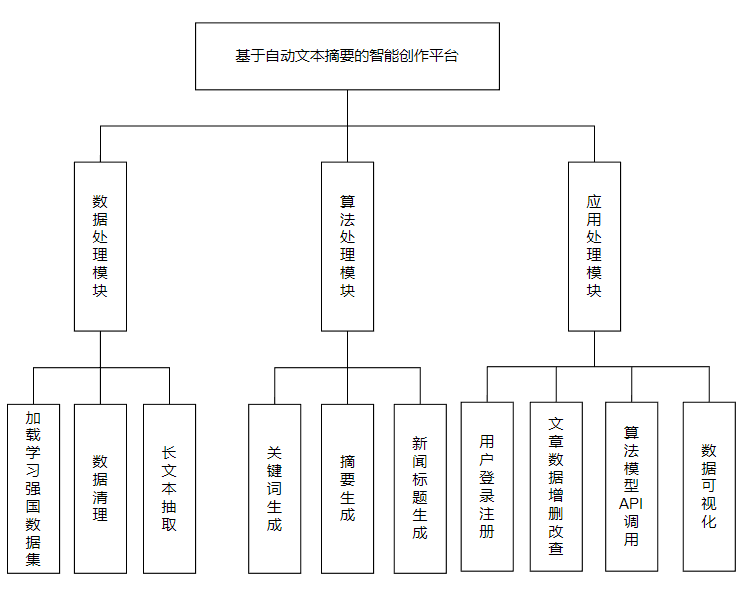 基于自动文本摘要的智能创作平台
数据处理模块
算法处理模块
应用处理模块
加载学习强国数据集
数据清理
长文本抽取
关键词生成
摘要生成
新闻标题生成
用户登录注册
文章数据增删改查
算法模型API调用
数据可视化